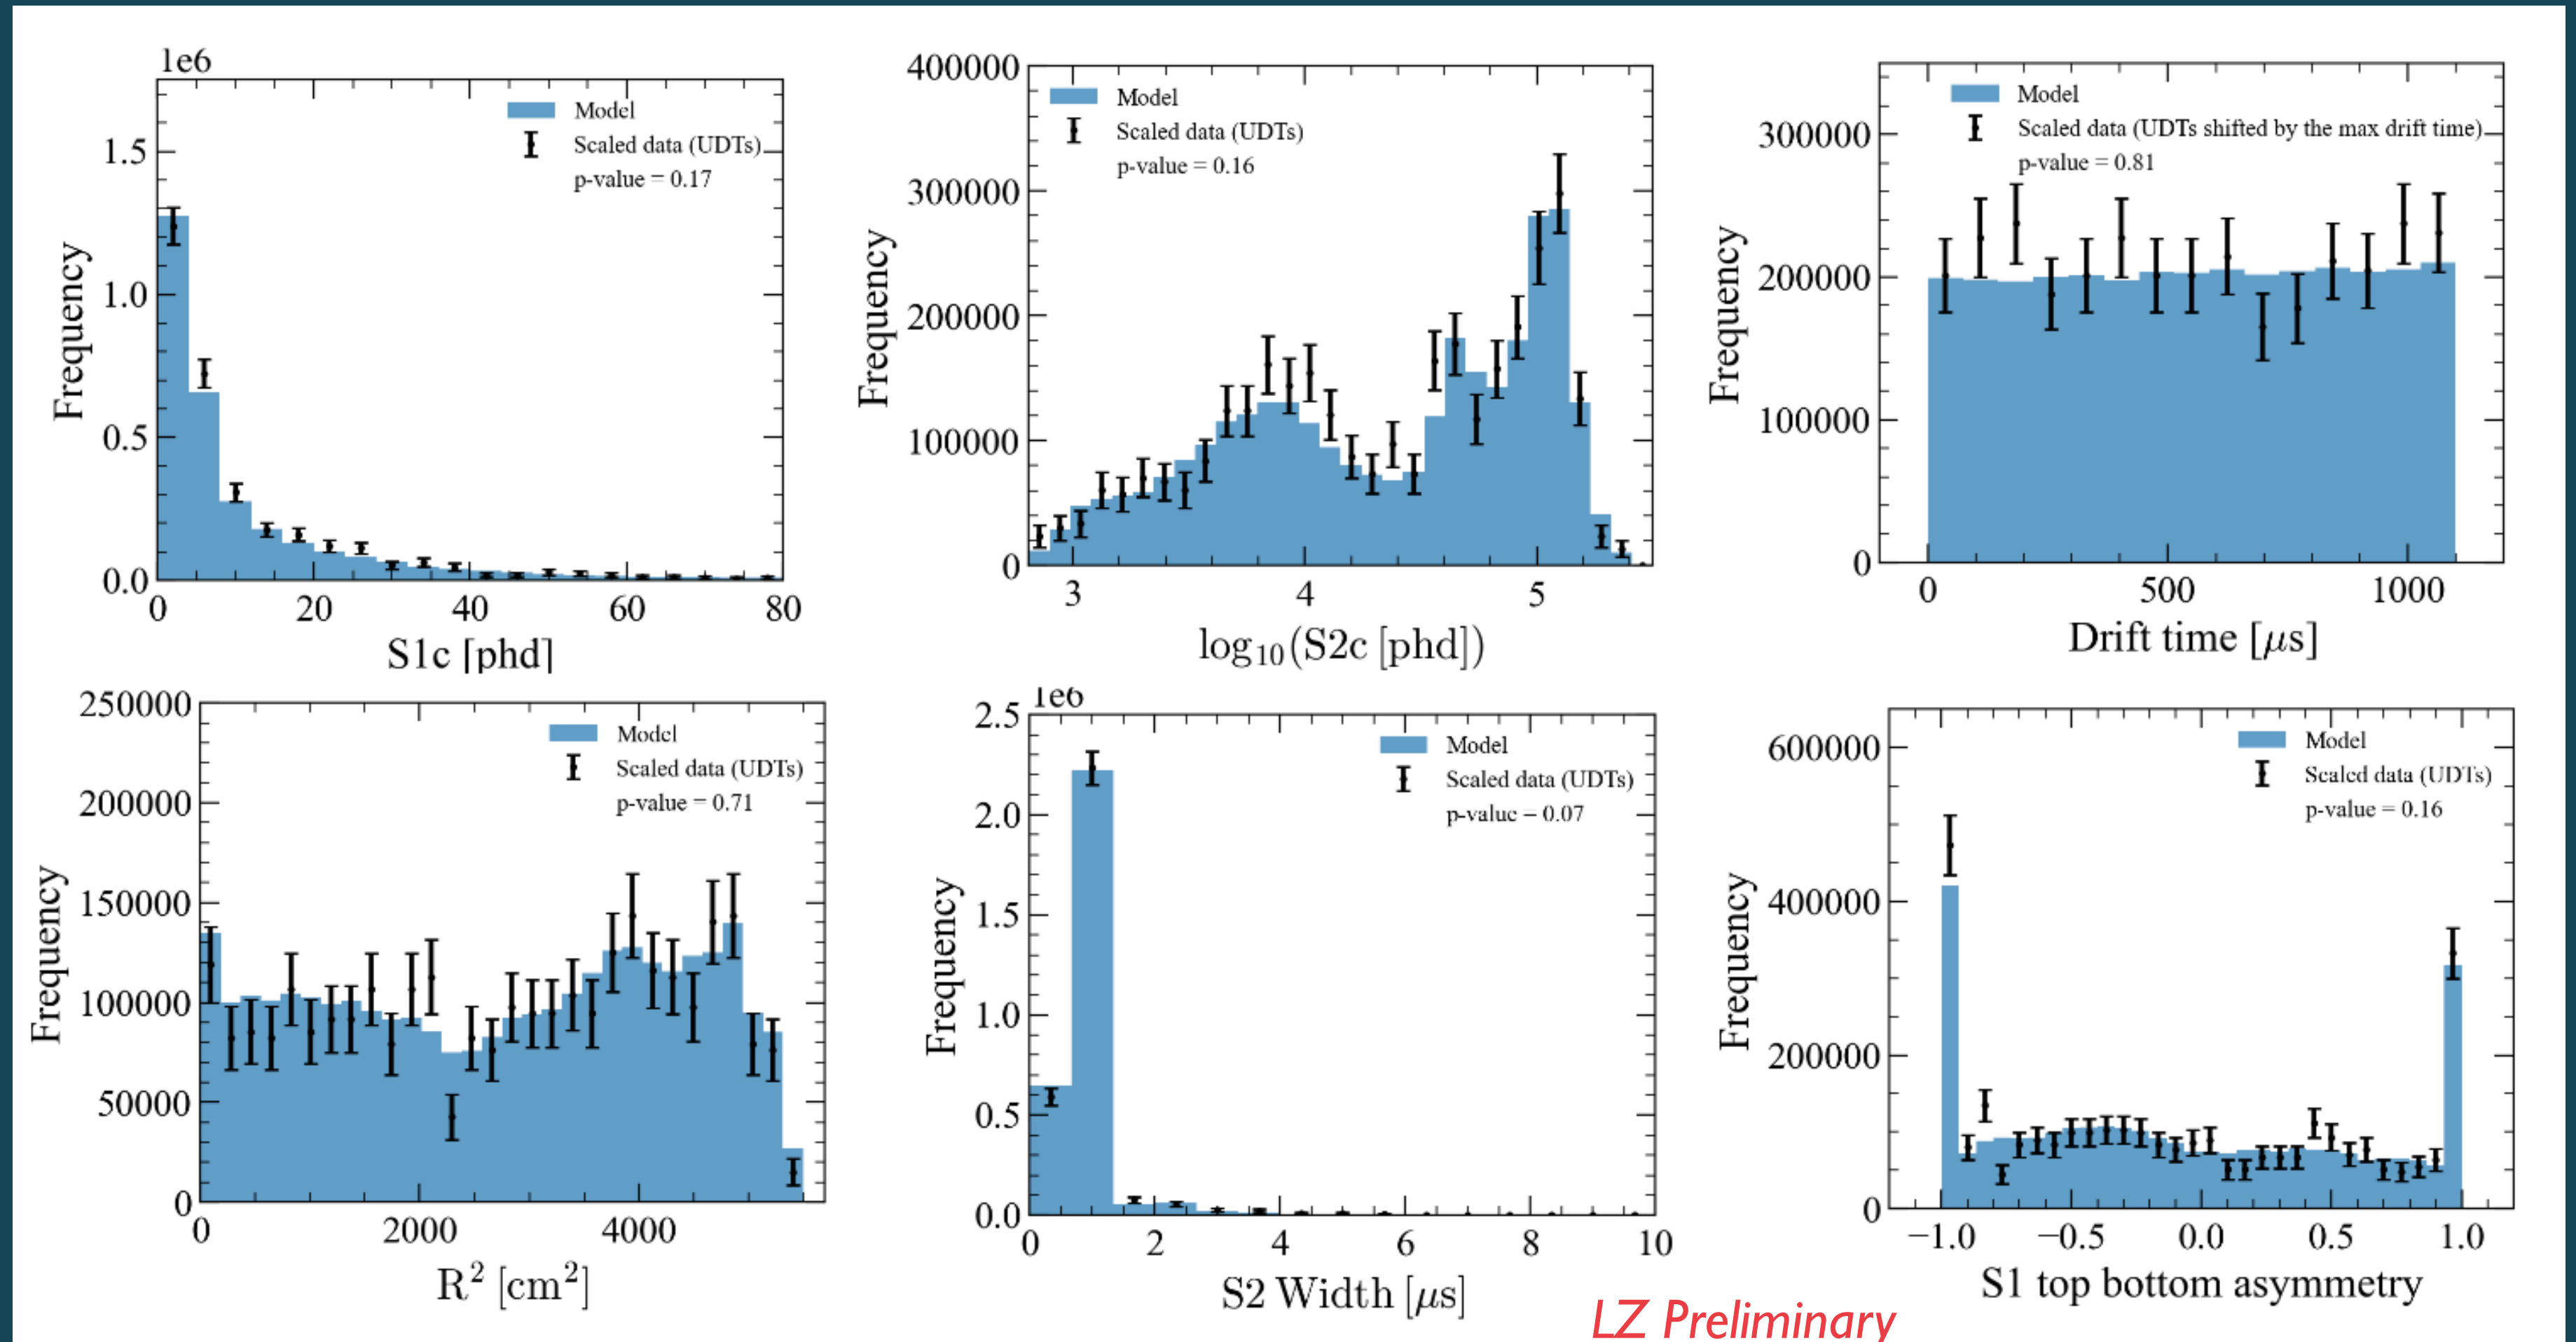 1e6
Frequency
1.5
1.0
0.5
0.0
Model
Scaled data (UDTs)
p-value = 0.17
0 20 40 60 80
S1c [phd]
Frequency
400000
300000
200000
100000
0
Model
Scaled data (UDTs)
p-value = 0.16
3 4 5
log10(S2c [phd])
Frequency
300000
200000
100000
0
Model
Scaled data (UDTs shifted by the max drift time)
p-value = 0.81
0 500 1000
Drift time [μs]
Frequency
250000
200000
150000
100000
50000
0
Model
Scaled data (UDTs)
p-value = 0.71
0 2000 4000
R² [cm²]
1e6
Frequency
2.5
2.0
1.5
1.0
0.5
0.0
Model
Scaled data (UDTs)
p-value = 0.07
0 2 4 6 8 10
S2 Width [μs]
Frequency
600000
400000
200000
0
Model
Scaled data (UDTs)
p-value = 0.16
−1.0 −0.5 0.0 0.5 1.0
S1 top bottom asymmetry
LZ Preliminary